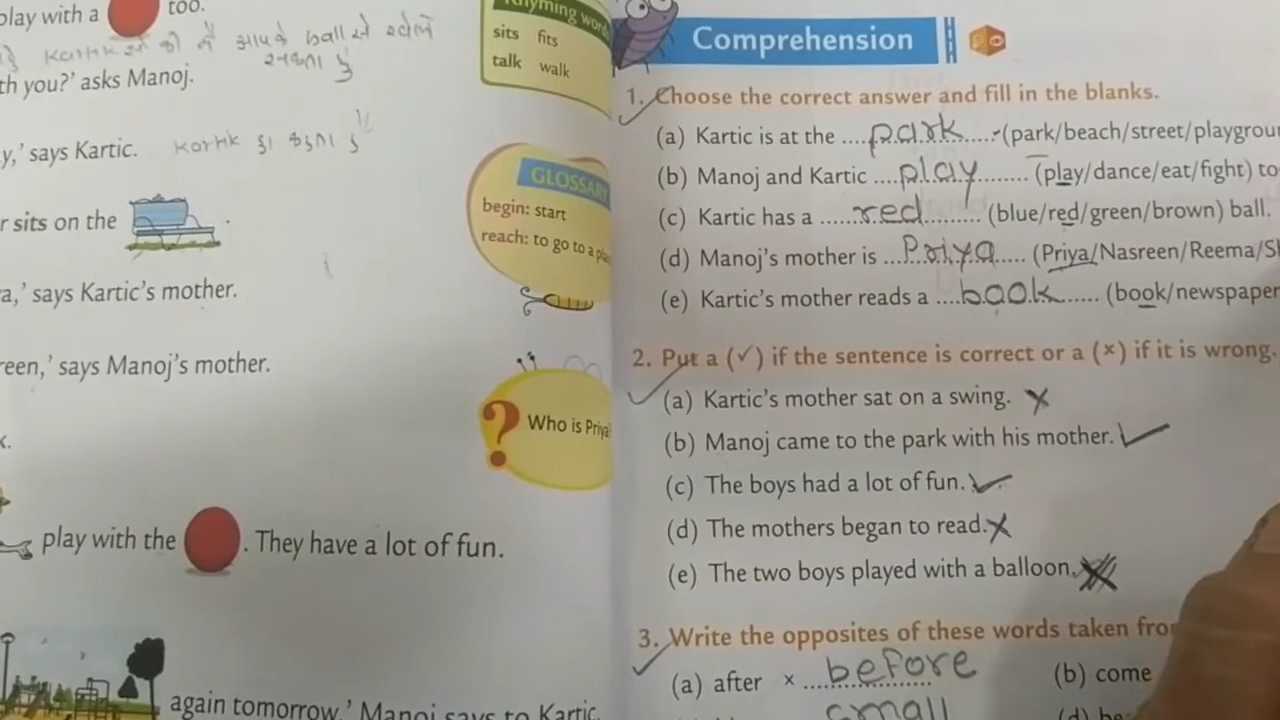 play with a too.
th you?' asks Manoj.
y,' says Kartic.
r sits on the .
a,' says Kartic's mother.
reen,' says Manoj's mother.
play with the . They have a lot of fun.
again tomorrow,' Manoj says to Kartic.
Rhyming words
sits fits
talk walk
GLOSSARY
begin: start
reach: to go to a
Who is Priya
Comprehension
1. Choose the correct answer and fill in the blanks.
(a) Kartic is at the ....park.... (park/beach/street/playgrou
(b) Manoj and Kartic ....play........ (play/dance/eat/fight) to
(c) Kartic has a ......red........ (blue/red/green/brown) ball.
(d) Manoj's mother is ...Priya..... (Priya/Nasreen/Reema/S
(e) Kartic's mother reads a ....book...... (book/newspaper
2. Put a (✓) if the sentence is correct or a (×) if it is wrong.
(a) Kartic's mother sat on a swing. ×
(b) Manoj came to the park with his mother. ✓
(c) The boys had a lot of fun. ✓
(d) The mothers began to read. ×
(e) The two boys played with a balloon. ×
3. Write the opposites of these words taken fro
(a) after × before (b) come
small